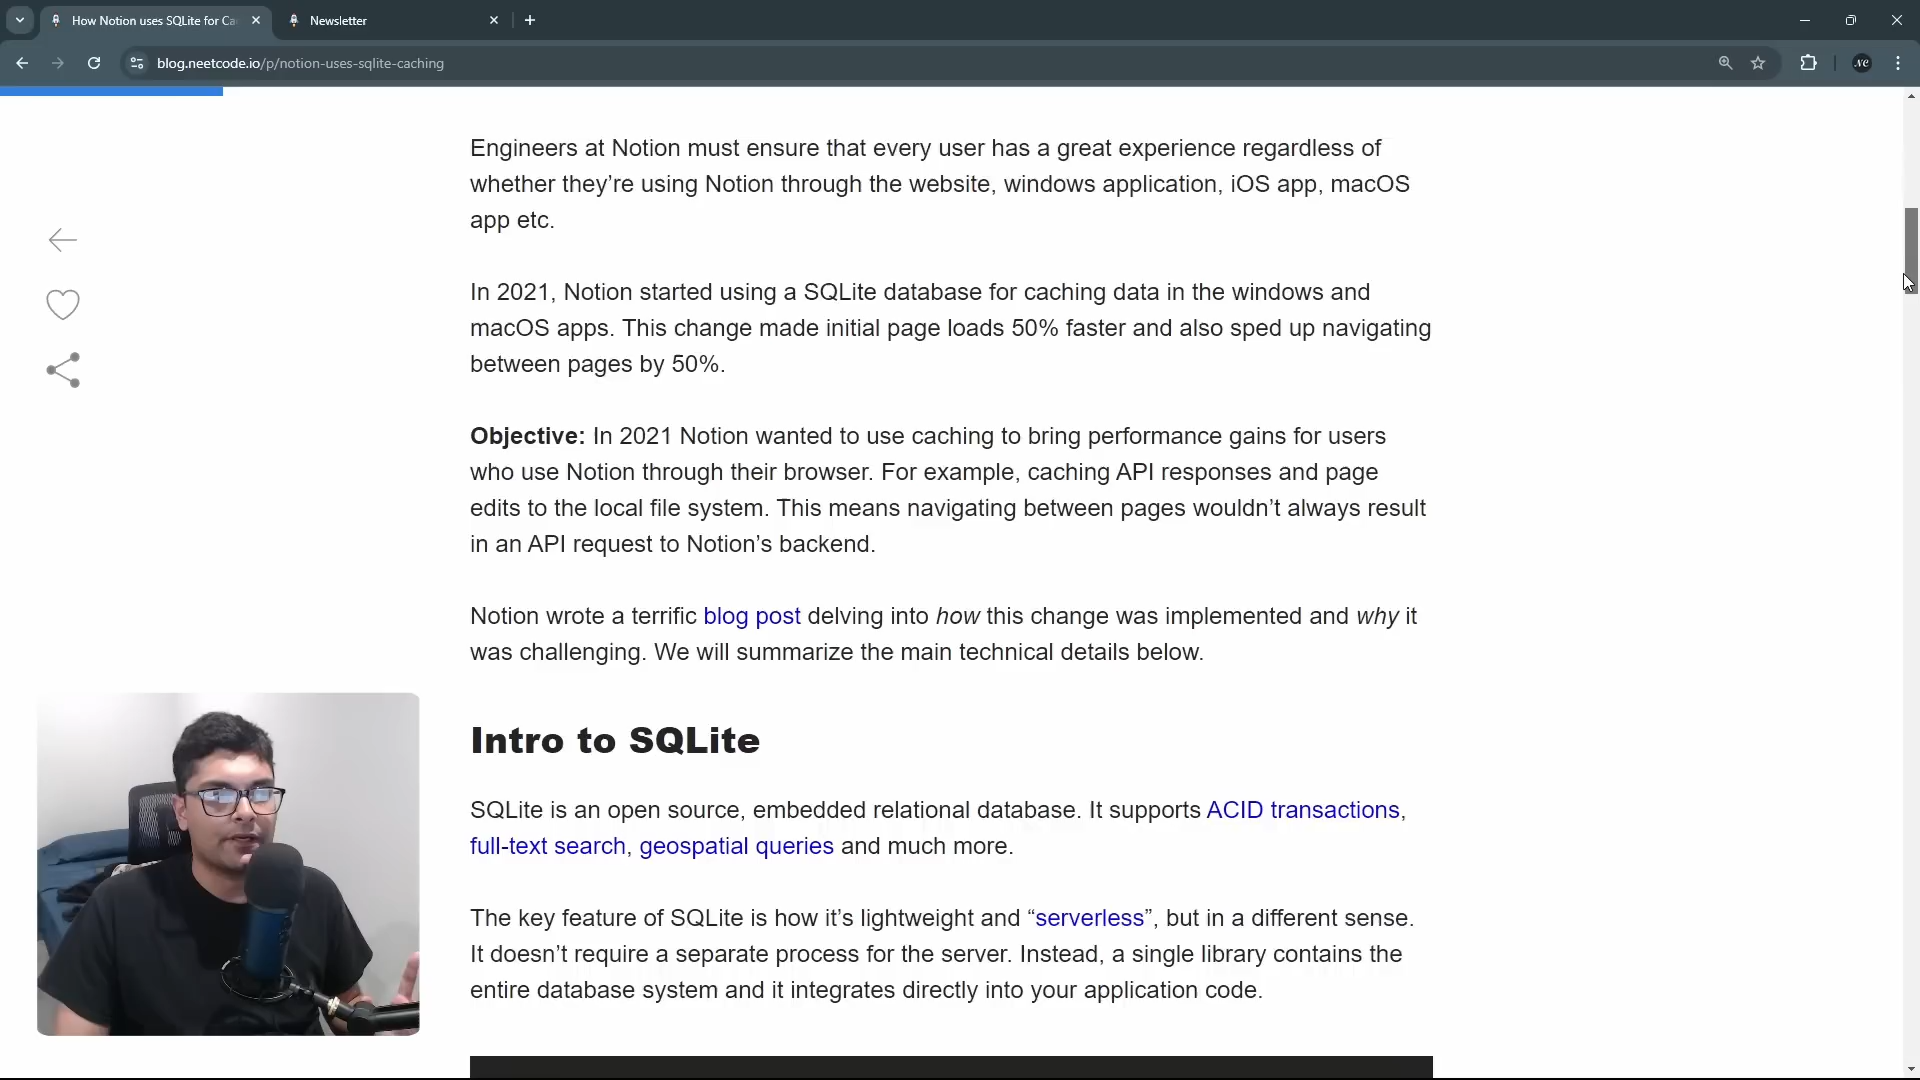 How Notion uses SQLite for Ca
Newsletter
blog.neetcode.io/p/notion-uses-sqlite-caching
NC
Engineers at Notion must ensure that every user has a great experience regardless of
whether they’re using Notion through the website, windows application, iOS app, macOS
app etc.
In 2021, Notion started using a SQLite database for caching data in the windows and
macOS apps. This change made initial page loads 50% faster and also sped up navigating
between pages by 50%.
Objective: In 2021 Notion wanted to use caching to bring performance gains for users
who use Notion through their browser. For example, caching API responses and page
edits to the local file system. This means navigating between pages wouldn’t always result
in an API request to Notion’s backend.
Notion wrote a terrific blog post delving into how this change was implemented and why it
was challenging. We will summarize the main technical details below.
Intro to SQLite
SQLite is an open source, embedded relational database. It supports ACID transactions,
full-text search, geospatial queries and much more.
The key feature of SQLite is how it’s lightweight and “serverless”, but in a different sense.
It doesn’t require a separate process for the server. Instead, a single library contains the
entire database system and it integrates directly into your application code.